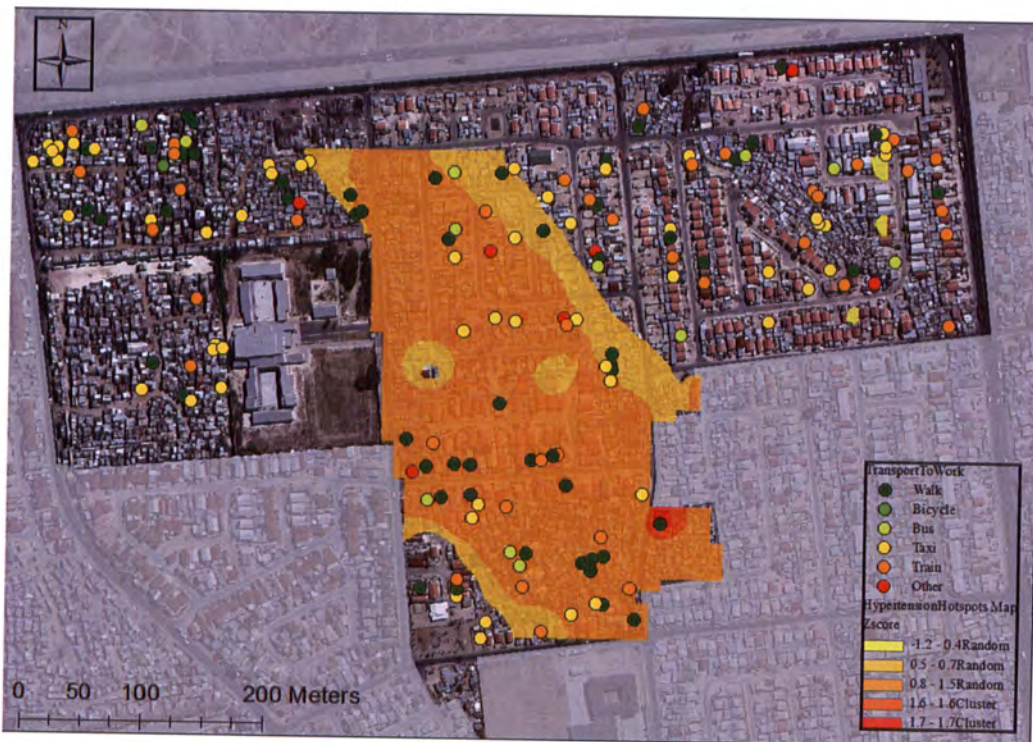 N
TransportToWork
Walk
Bicycle
Bus
Taxi
Train
Other
HypertensionHotspots Map
Zscore
-1.2 - 0.4Random
0.5 - 0.7Random
0.8 - 1.5Random
1.6 - 1.6Cluster
1.7 - 1.7Cluster
0 50 100 200 Meters